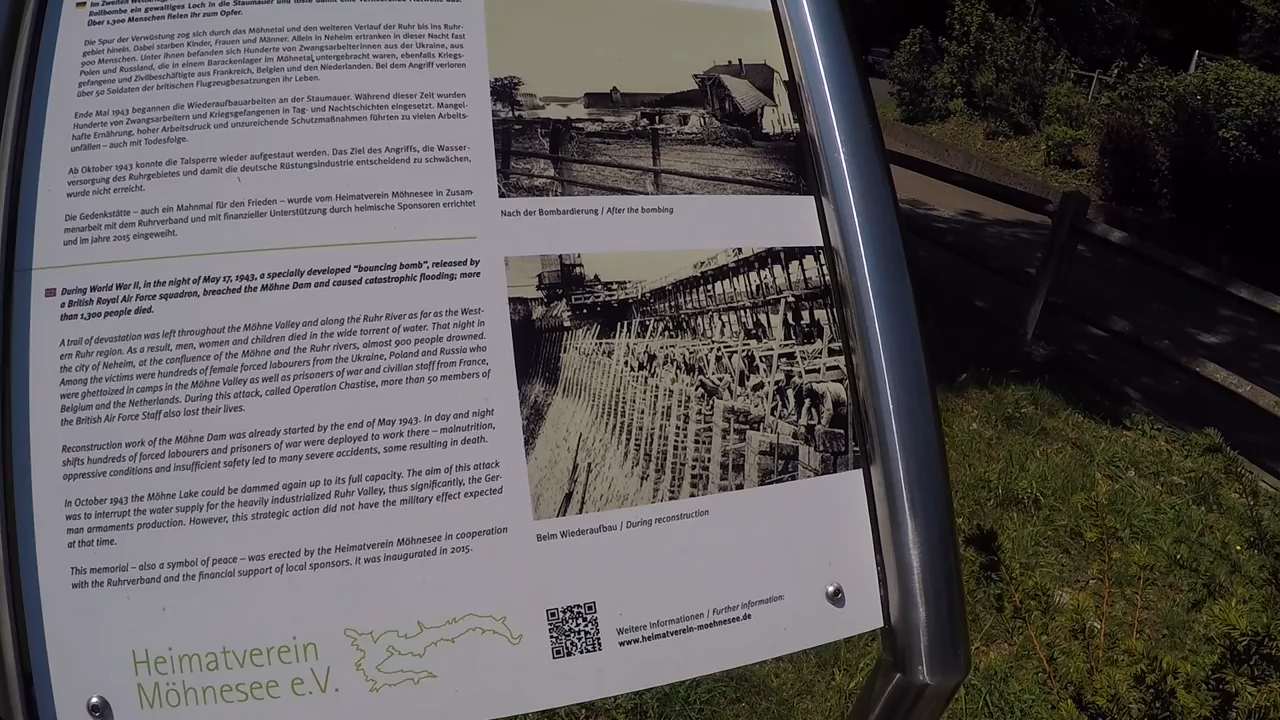 Im Zweiten
Rollbombe ein gewaltiges Loch in die Staumauer und löste damit eine verheerende Flutwelle aus.
Über 1.300 Menschen fielen ihr zum Opfer.
Die Spur der Verwüstung zog sich durch das Möhnetal und den weiteren Verlauf der Ruhr bis ins Ruhr-
gebiet hinein. Dabei starben Kinder, Frauen und Männer. Allein in Neheim ertranken in dieser Nacht fast
900 Menschen. Unter ihnen befanden sich Hunderte von Zwangsarbeiterinnen aus der Ukraine, aus
Polen und Russland, die in einem Barackenlager im Möhnetal untergebracht waren, ebenfalls Kriegs-
gefangene und Zivilbeschäftigte aus Frankreich, Belgien und den Niederlanden. Bei dem Angriff verloren
über 50 Soldaten der britischen Flugzeugbesatzungen ihr Leben.
Ende Mai 1943 begannen die Wiederaufbauarbeiten an der Staumauer. Während dieser Zeit wurden
Hunderte von Zwangsarbeitern und Kriegsgefangenen in Tag- und Nachtschichten eingesetzt. Mangel-
hafte Ernährung, hoher Arbeitsdruck und unzureichende Schutzmaßnahmen führten zu vielen Arbeits-
unfällen – auch mit Todesfolge.
Ab Oktober 1943 konnte die Talsperre wieder aufgestaut werden. Das Ziel des Angriffs, die Wasser-
versorgung des Ruhrgebietes und damit die deutsche Rüstungsindustrie entscheidend zu schwächen,
wurde nicht erreicht.
Die Gedenkstätte – auch ein Mahnmal für den Frieden – wurde vom Heimatverein Möhnesee in Zusam-
menarbeit mit dem Ruhrverband und mit finanzieller Unterstützung durch heimische Sponsoren errichtet
und im Jahre 2015 eingeweiht.
During World War II, in the night of May 17, 1943, a specially developed "bouncing bomb", released by
a British Royal Air Force squadron, breached the Möhne Dam and caused catastrophic flooding; more
than 1,300 people died.
A trail of devastation was left throughout the Möhne Valley and along the Ruhr River as far as the West-
ern Ruhr region. As a result, men, women and children died in the wide torrent of water. That night in
the city of Neheim, at the confluence of the Möhne and the Ruhr rivers, almost 900 people drowned.
Among the victims were hundreds of female forced labourers from the Ukraine, Poland and Russia who
were ghettoized in camps in the Möhne Valley as well as prisoners of war and civilian staff from France,
Belgium and the Netherlands. During this attack, called Operation Chastise, more than 50 members of
the British Air Force Staff also lost their lives.
Reconstruction work of the Möhne Dam was already started by the end of May 1943. In day and night
shifts hundreds of forced labourers and prisoners of war were deployed to work there – malnutrition,
oppressive conditions and insufficient safety led to many severe accidents, some resulting in death.
In October 1943 the Möhne Lake could be dammed again up to its full capacity. The aim of this attack
was to interrupt the water supply for the heavily industrialized Ruhr Valley, thus significantly, the Ger-
man armaments production. However, this strategic action did not have the military effect expected
at that time.
This memorial – also a symbol of peace – was erected by the Heimatverein Möhnesee in cooperation
with the Ruhrverband and the financial support of local sponsors. It was inaugurated in 2015.
Nach der Bombardierung / After the bombing
Beim Wiederaufbau / During reconstruction
Heimatverein
Möhnesee e.V.
Weitere Informationen / Further information:
www.heimatverein-moehnesee.de